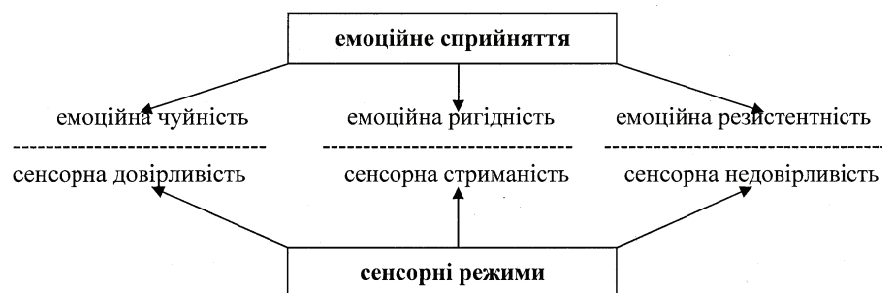 емоційне сприйняття
емоційна чуйність емоційна ригідність емоційна резистентність
сенсорна довірливість сенсорна стриманість сенсорна недовірливість
сенсорні режими